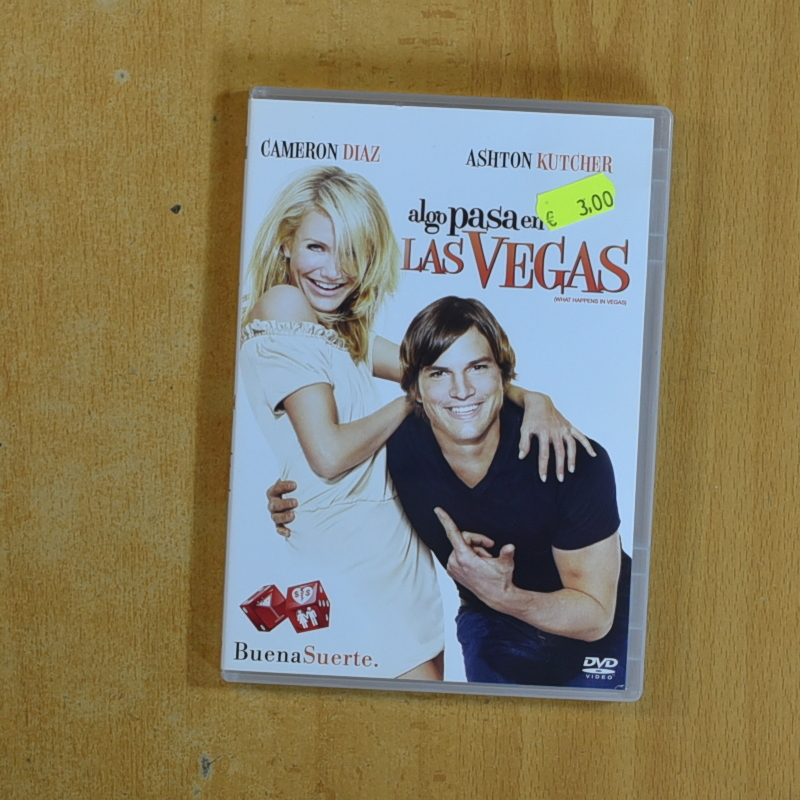 CAMERON DIAZ
ASHTON KUTCHER
€ 3,00
algo pasa en
LAS VEGAS
(WHAT HAPPENS IN VEGAS)
BuenaSuerte.
DVD
VIDEO